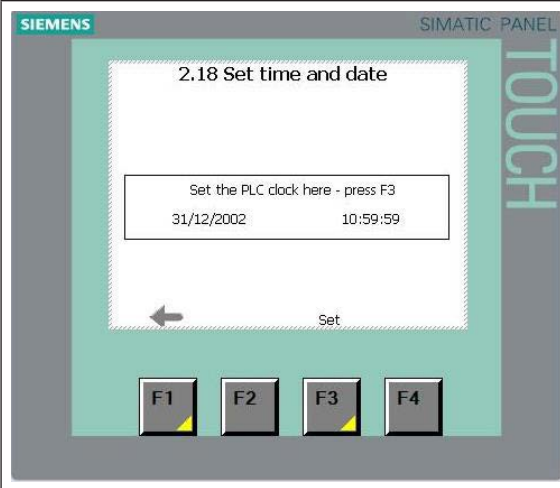 SIEMENS
SIMATIC PANEL
TOUCH
2.18 Set time and date
Set the PLC clock here - press F3
31/12/2002 10:59:59
Set
F1 F2 F3 F4